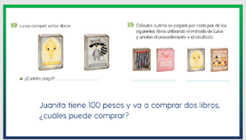 Luisa compró estos libros.
¿Cuánto pagó?
Calculen cuánto se pagará por cada par de los
siguientes libros utilizando el método de Luisa
y anoten el procedimiento y el resultado.
Juanita tiene 100 pesos y va a comprar dos libros,
¿cuáles puede comprar?